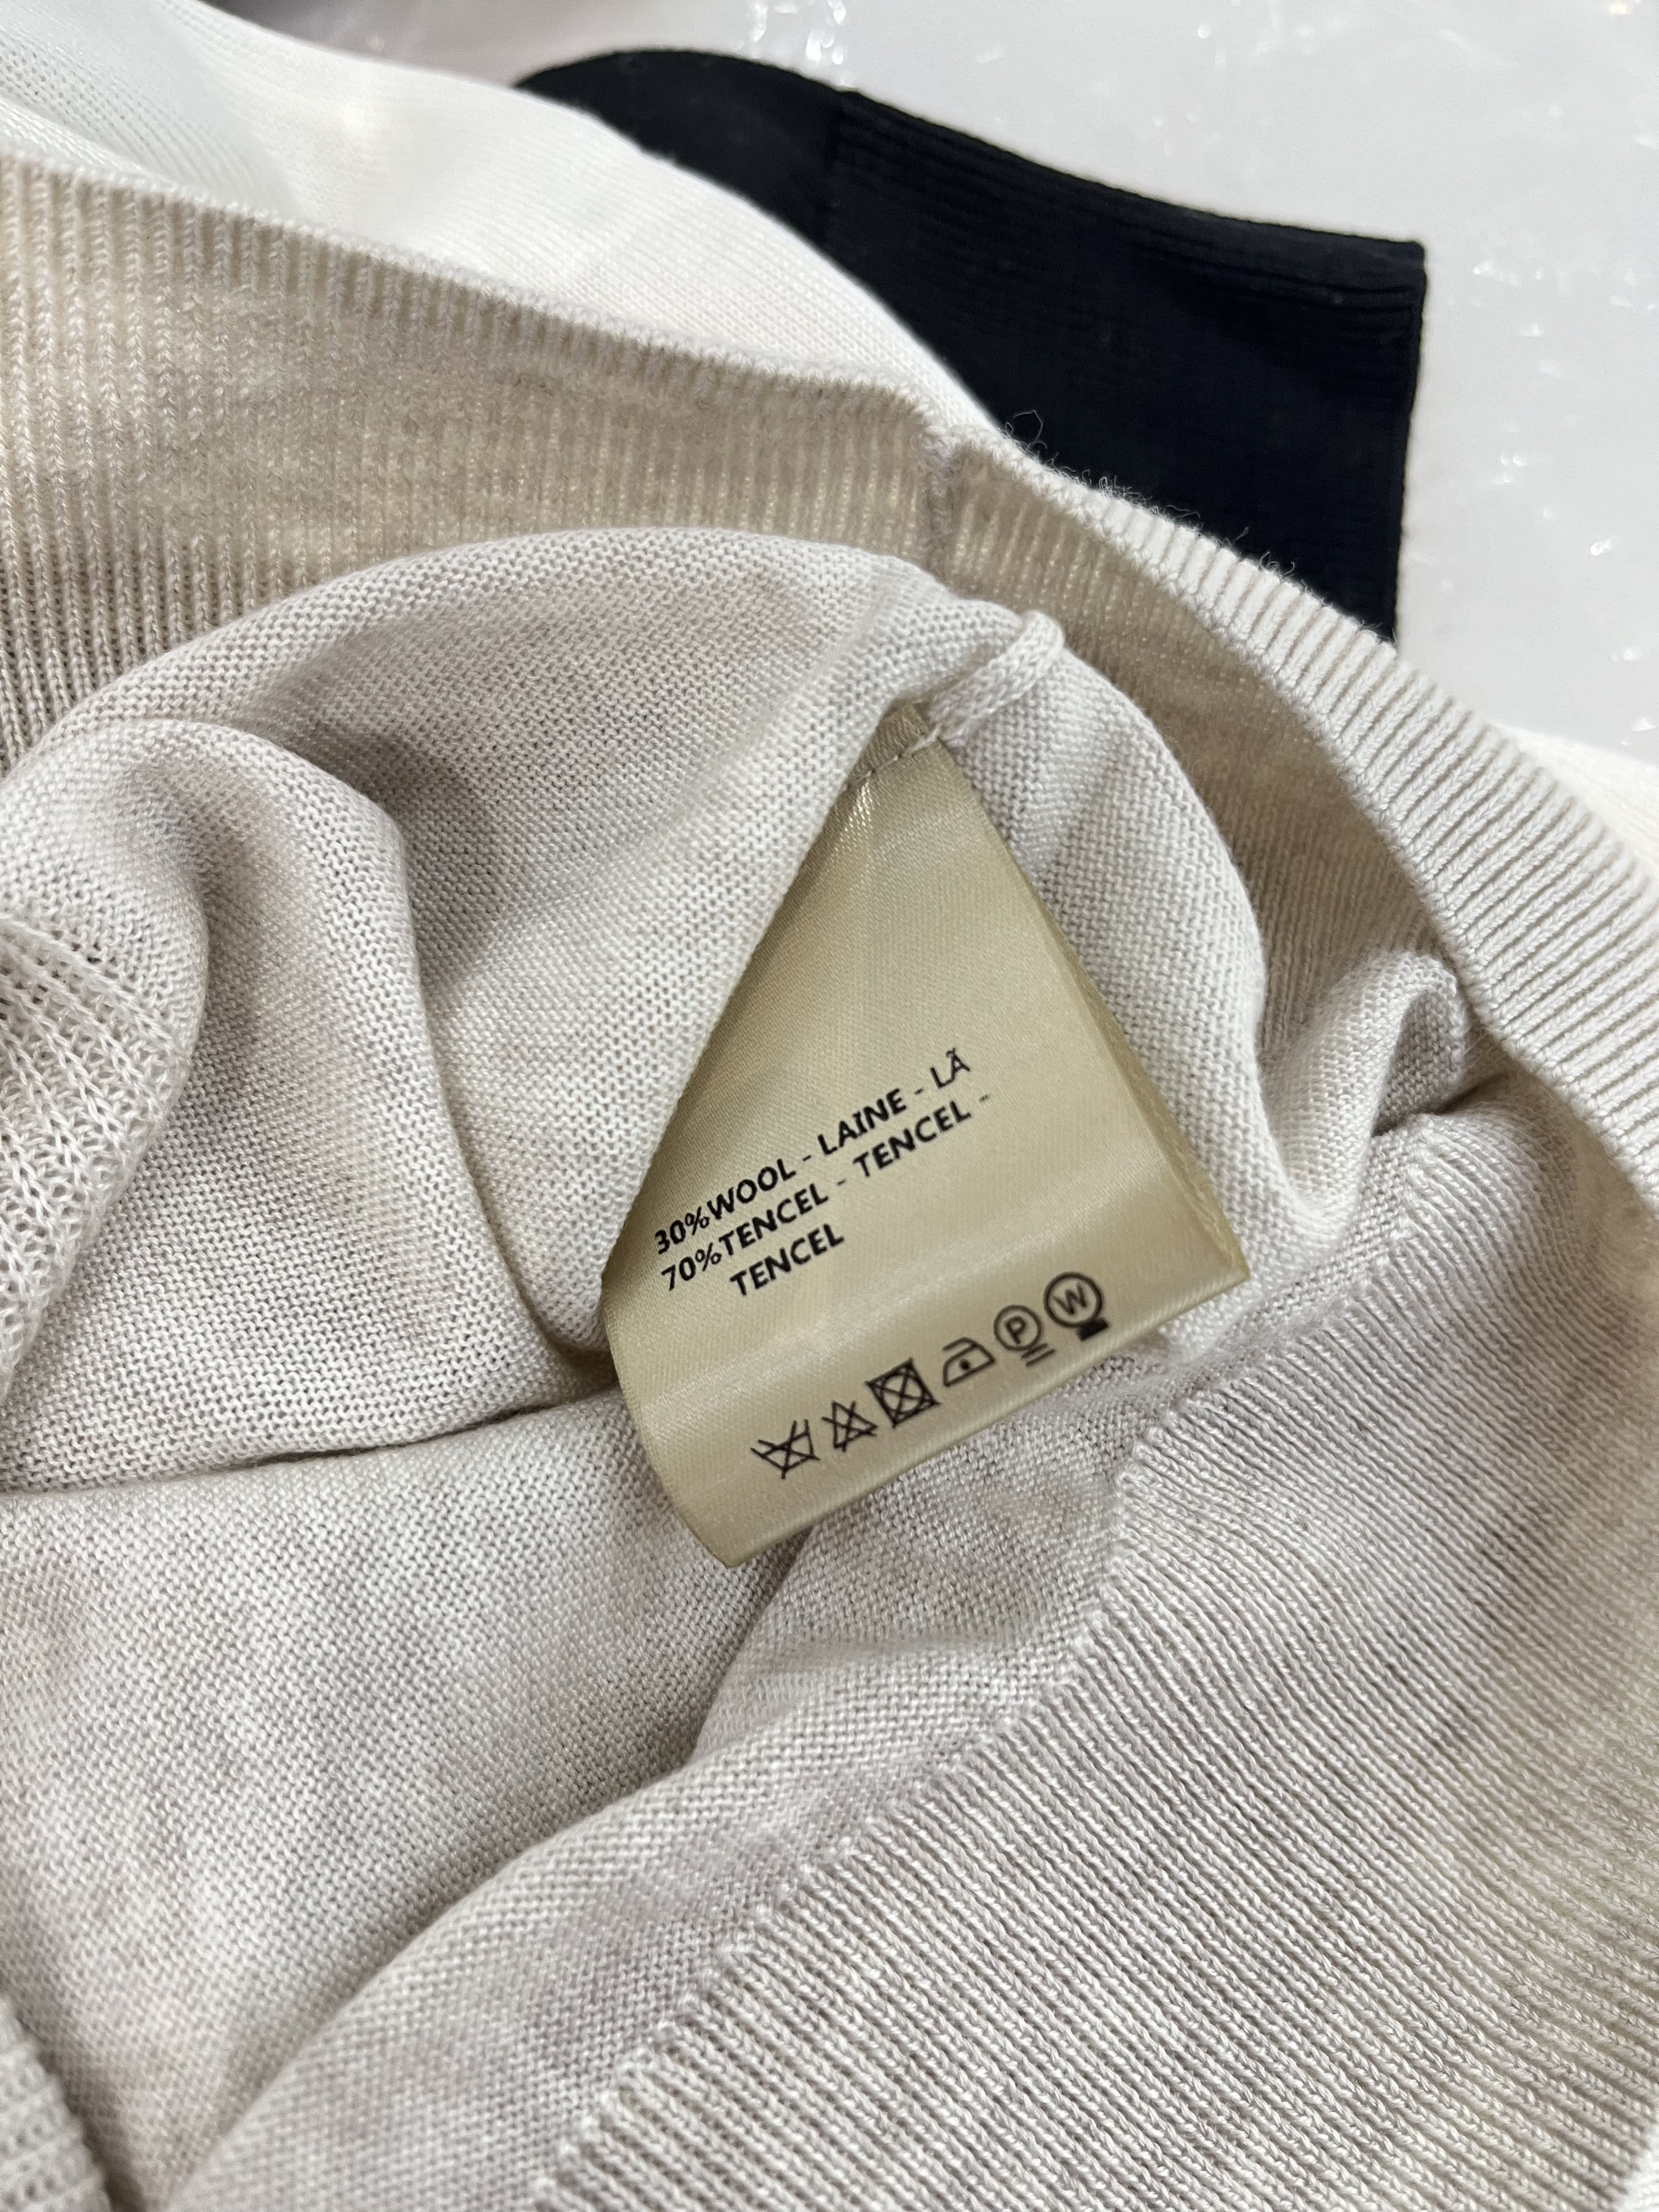 30%WOOL - LAINE - LÃ
70%TENCEL - TENCEL -
TENCEL
P W